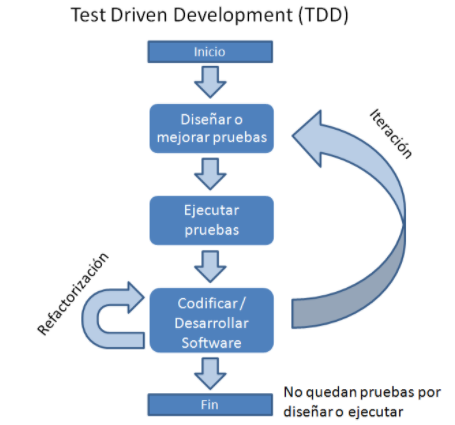 Test Driven Development (TDD)
Inicio
Diseñar o
mejorar pruebas
Iteración
Ejecutar
pruebas
Refactorización
Codificar /
Desarrollar
Software
Fin
No quedan pruebas por
diseñar o ejecutar